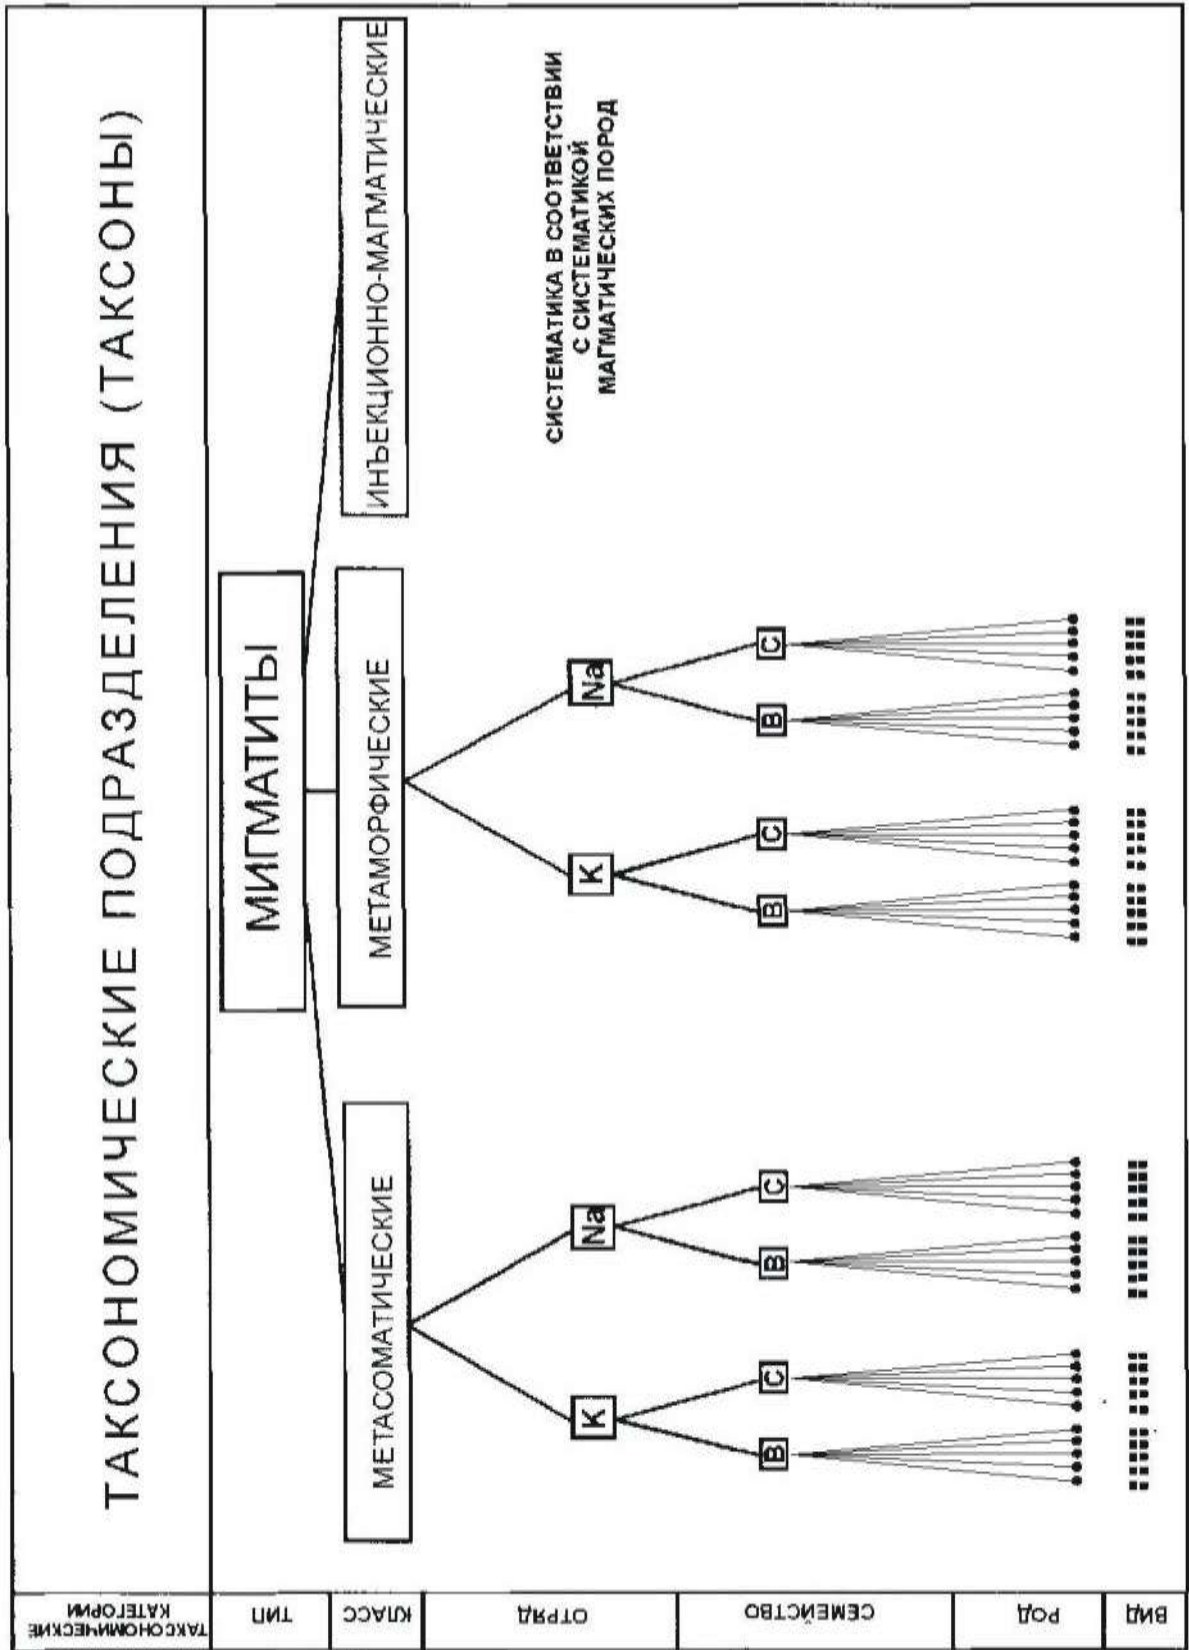 ТАКСОНОМИЧЕСКИЕ
КАТЕГОРИИ
ТАКСОНОМИЧЕСКИЕ ПОДРАЗДЕЛЕНИЯ (ТАКСОНЫ)
ТИП
МИГМАТИТЫ
КЛАСС
МЕТАСОМАТИЧЕСКИЕ
МЕТАМОРФИЧЕСКИЕ
ИНЪЕКЦИОННО-МАГМАТИЧЕСКИЕ
ОТРЯД
K
Na
K
Na
СИСТЕМАТИКА В СООТВЕТСТВИИ
С СИСТЕМАТИКОЙ
МАГМАТИЧЕСКИХ ПОРОД
СЕМЕЙСТВО
B
C
B
C
B
C
B
C
РОД
ВИД